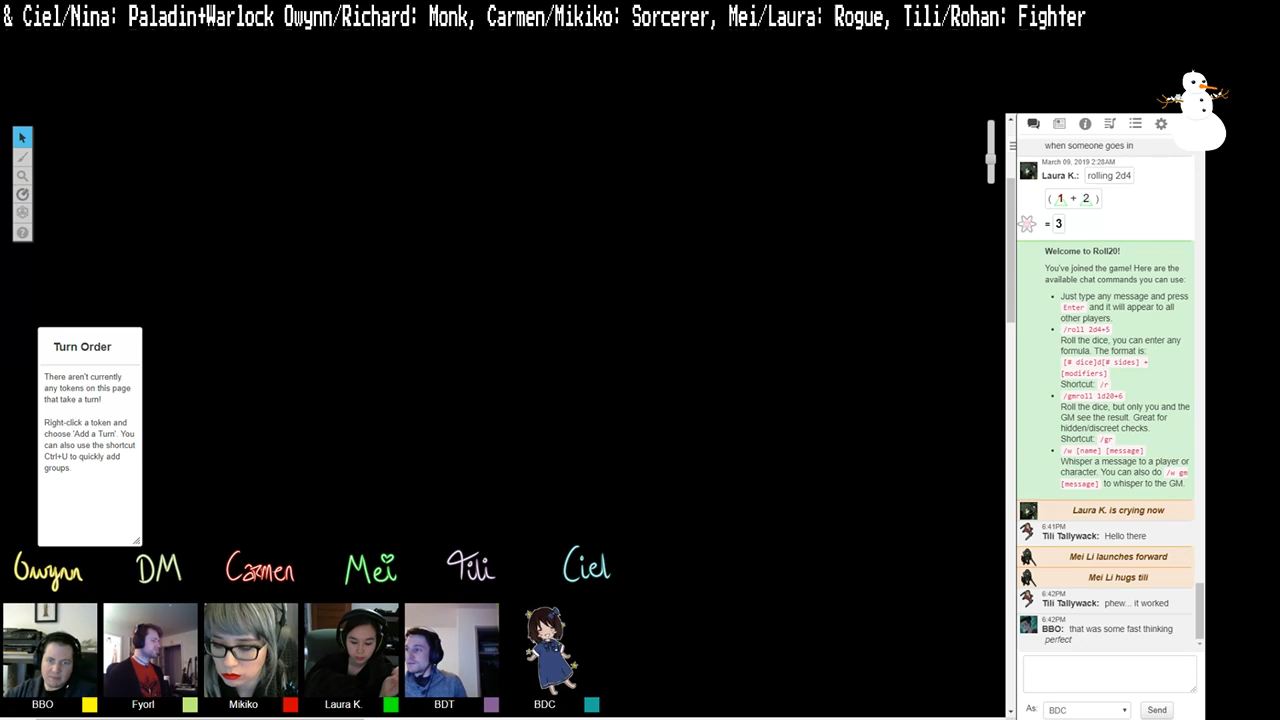 & Ciel/Nina: Paladin+Warlock Owynn/Richard: Monk, Carmen/Mikiko: Sorcerer, Mei/Laura: Rogue, Tili/Rohan: Fighter
when someone goes in
March 09, 2019 2:28AM
Laura K.: rolling 2d4
( 1 + 2 )
= 3
Welcome to Roll20!
You've joined the game! Here are the
available chat commands you can use:
• Just type any message and press
Enter and it will appear to all
other players.
• /roll 2d4+5
Roll the dice, you can enter any
formula. The format is:
[# dice]d[# sides] +
[modifiers]
Shortcut: /r
• /gmroll 1d20+6
Roll the dice, but only you and the
GM see the result. Great for
hidden/discreet checks.
Shortcut: /gr
• /w [name] [message]
Whisper a message to a player or
character. You can also do /w gm
[message] to whisper to the GM.
Laura K. is crying now
6:41PM
Tili Tallywack: Hello there
Mei Li launches forward
Mei Li hugs tili
6:42PM
Tili Tallywack: phew... it worked
6:42PM
BBO: that was some fast thinking
perfect
As: BDC Send
Turn Order
There aren't currently
any tokens on this page
that take a turn!
Right-click a token and
choose 'Add a Turn'. You
can also use the shortcut
Ctrl+U to quickly add
groups.
Owynn DM Carmen Mei Tili Ciel
BBO Fyorl Mikiko Laura K. BDT BDC